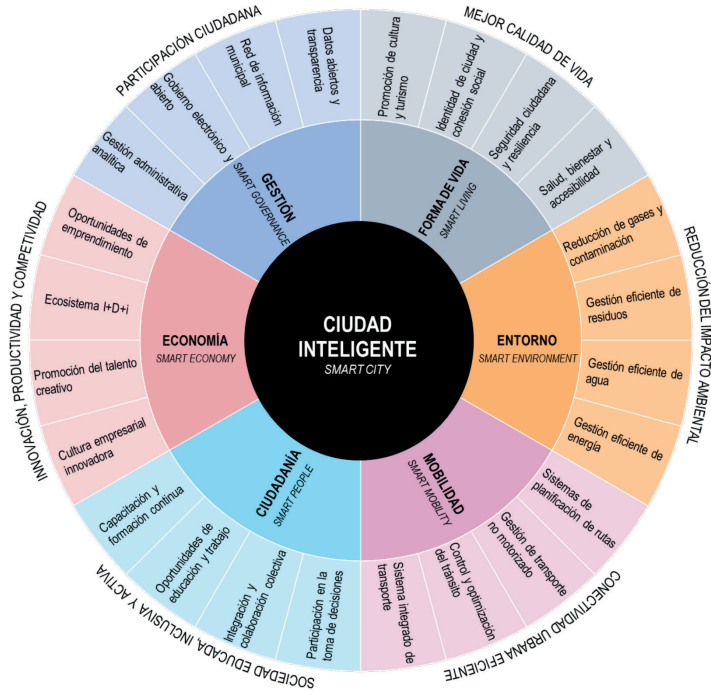 CIUDAD
INTELIGENTE
SMART CITY
PARTICIPACIÓN CIUDADANA
GESTIÓN
SMART GOVERNANCE
Gestión administrativa
analítica
Gobierno electrónico y
abierto
Red de información
municipal
Datos abiertos y
transparencia
MEJOR CALIDAD DE VIDA
FORMA DE VIDA
SMART LIVING
Promoción de cultura
y turismo
Identidad de ciudad y
cohesión social
Seguridad ciudadana
y resiliencia
Salud, bienestar y
accesibilidad
REDUCCIÓN DEL IMPACTO AMBIENTAL
ENTORNO
SMART ENVIRONMENT
Reducción de gases y
contaminación
Gestión eficiente de
residuos
Gestión eficiente de
agua
Gestión eficiente de
energía
CONECTIVIDAD URBANA EFICIENTE
MOBILIDAD
SMART MOBILITY
Sistemas de
planificación de rutas
Gestión de transporte
no motorizado
Control y optimización
del tránsito
Sistema integrado de
transporte
SOCIEDAD EDUCADA, INCLUSIVA Y ACTIVA
CIUDADANÍA
SMART PEOPLE
Participación en la
toma de decisiones
Integración y
colaboración colectiva
Oportunidades de
educación y trabajo
Capacitación y
formación continua
INNOVACIÓN, PRODUCTIVIDAD Y COMPETIVIDAD
ECONOMÍA
SMART ECONOMY
Cultura empresarial
innovadora
Promoción del talento
creativo
Ecosistema I+D+i
Oportunidades de
emprendimiento